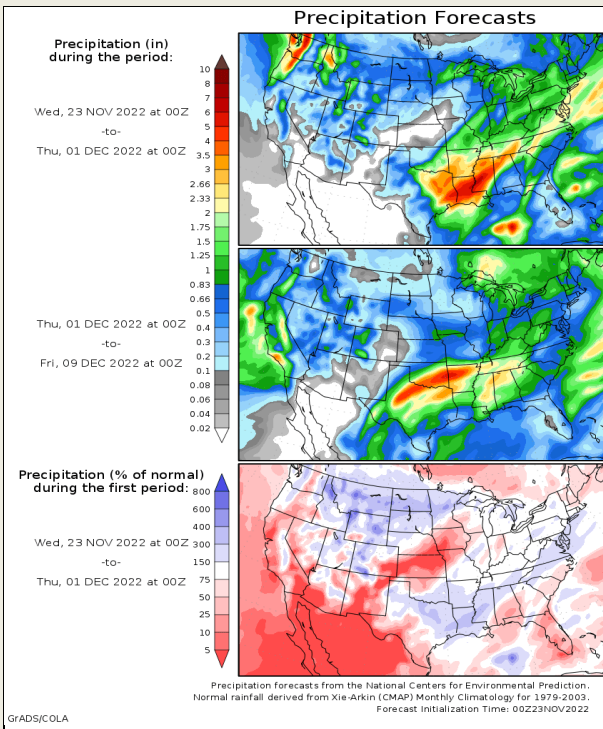 Precipitation Forecasts
Precipitation (in)
during the period:
Wed, 23 NOV 2022 at 00Z
-to-
Thu, 01 DEC 2022 at 00Z
10
8
7
6
5
4
3.5
3
2.66
2.33
2
1.75
1.5
1.25
1
0.83
0.66
0.5
0.4
0.3
0.2
0.1
0.08
0.06
0.04
0.02
Thu, 01 DEC 2022 at 00Z
-to-
Fri, 09 DEC 2022 at 00Z
Precipitation (% of normal)
during the first period:
Wed, 23 NOV 2022 at 00Z
-to-
Thu, 01 DEC 2022 at 00Z
800
600
400
300
150
75
50
25
10
5
Precipitation forecasts from the National Centers for Environmental Prediction.
Normal rainfall derived from Xie-Arkin (CMAP) Monthly Climatology for 1979-2003.
Forecast Initialization Time: 00Z23NOV2022
GrADS/COLA